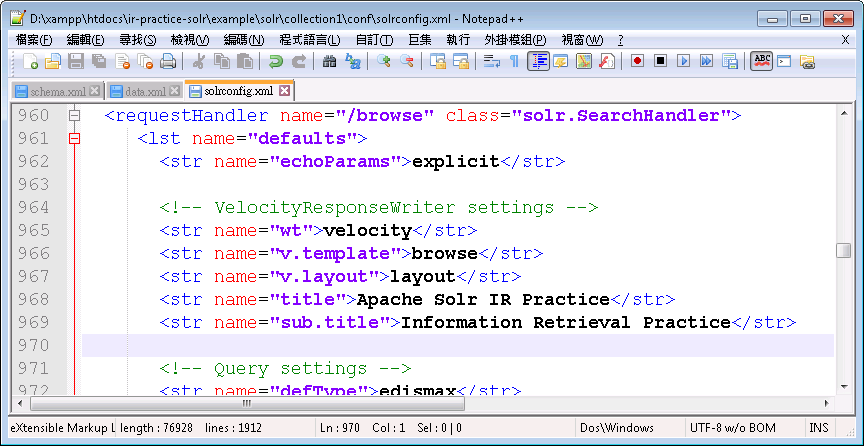 D:\xampp\htdocs\ir-practice-solr\example\solr\collection1\conf\solrconfig.xml - Notepad++
檔案(F) 編輯(E) 尋找(S) 檢視(V) 編碼(N) 程式語言(L) 自訂(T) 巨集 執行 外掛模組(P) 視窗(W) ? X
ABC
schema.xml data.xml solrconfig.xml
960 <requestHandler name="/browse" class="solr.SearchHandler">
961 <lst name="defaults">
962 <str name="echoParams">explicit</str>
963
964 <!-- VelocityResponseWriter settings -->
965 <str name="wt">velocity</str>
966 <str name="v.template">browse</str>
967 <str name="v.layout">layout</str>
968 <str name="title">Apache Solr IR Practice</str>
969 <str name="sub.title">Information Retrieval Practice</str>
970
971 <!-- Query settings -->
972 <str name="defType">edismax</str>
eXtensible Markup L length : 76928 lines : 1912 Ln : 970 Col : 1 Sel : 0 | 0 Dos\Windows UTF-8 w/o BOM INS